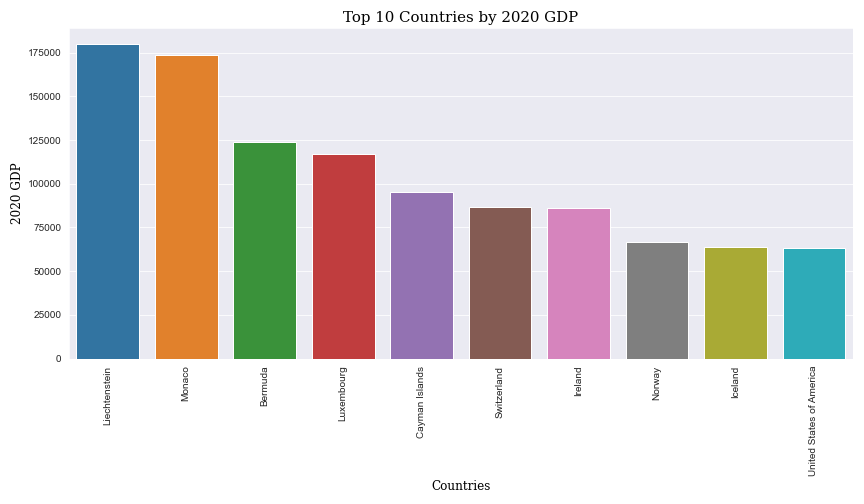 Top 10 Countries by 2020 GDP
2020 GDP
175000
150000
125000
100000
75000
50000
25000
0
Liechtenstein
Monaco
Bermuda
Luxembourg
Cayman Islands
Switzerland
Ireland
Norway
Iceland
United States of America
Countries